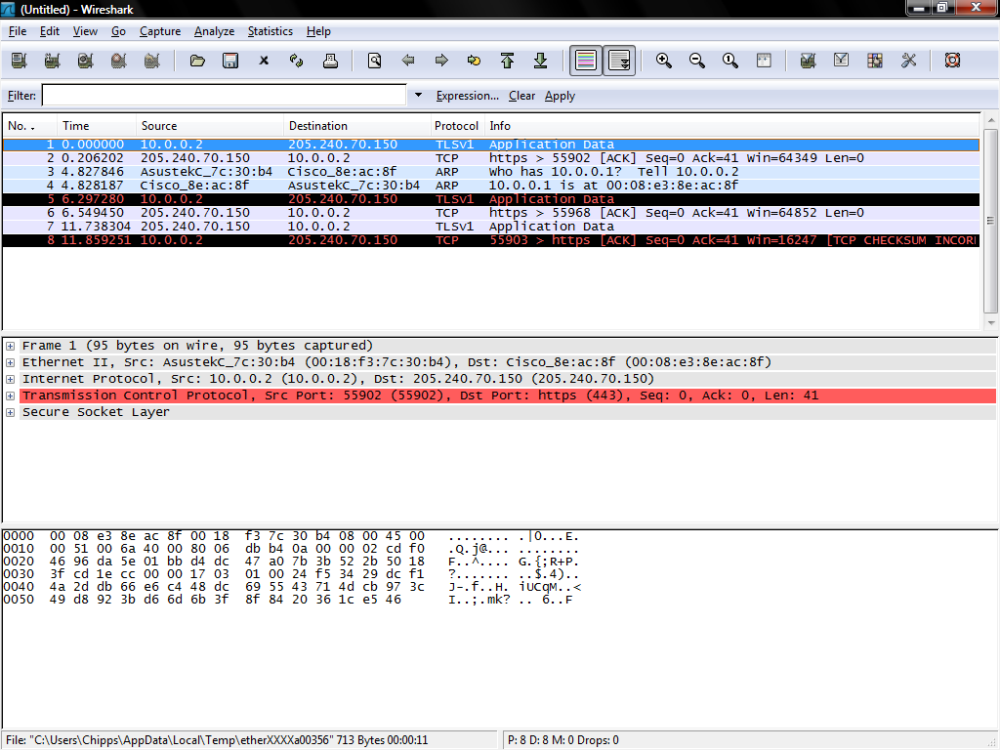 (Untitled) - Wireshark
File Edit View Go Capture Analyze Statistics Help
Filter: Expression... Clear Apply
No. . Time Source Destination Protocol Info
1 0.000000 10.0.0.2 205.240.70.150 TLSv1 Application Data
2 0.206202 205.240.70.150 10.0.0.2 TCP https > 55902 [ACK] Seq=0 Ack=41 Win=64349 Len=0
3 4.827846 AsustekC_7c:30:b4 Cisco_8e:ac:8f ARP Who has 10.0.0.1? Tell 10.0.0.2
4 4.828187 Cisco_8e:ac:8f AsustekC_7c:30:b4 ARP 10.0.0.1 is at 00:08:e3:8e:ac:8f
5 6.297280 10.0.0.2 205.240.70.150 TLSv1 Application Data
6 6.549450 205.240.70.150 10.0.0.2 TCP https > 55968 [ACK] Seq=0 Ack=41 Win=64852 Len=0
7 11.738304 205.240.70.150 10.0.0.2 TLSv1 Application Data
8 11.859251 10.0.0.2 205.240.70.150 TCP 55903 > https [ACK] Seq=0 Ack=41 Win=16247 [TCP CHECKSUM INCOR
Frame 1 (95 bytes on wire, 95 bytes captured)
Ethernet II, Src: AsustekC_7c:30:b4 (00:18:f3:7c:30:b4), Dst: Cisco_8e:ac:8f (00:08:e3:8e:ac:8f)
Internet Protocol, Src: 10.0.0.2 (10.0.0.2), Dst: 205.240.70.150 (205.240.70.150)
Transmission Control Protocol, Src Port: 55902 (55902), Dst Port: https (443), Seq: 0, Ack: 0, Len: 41
Secure Socket Layer
0000 00 08 e3 8e ac 8f 00 18 f3 7c 30 b4 08 00 45 00 ........ .|0...E.
0010 00 51 00 6a 40 00 80 06 db b4 0a 00 00 02 cd f0 .Q.j@... ........
0020 46 96 da 5e 01 bb d4 dc 47 a0 7b 3b 52 2b 50 18 F..^.... G.{;R+P.
0030 3f cd 1e cc 00 00 17 03 01 00 24 f5 34 29 dc f1 ?....... ..$.4)..
0040 4a 2d db 66 e6 c4 48 dc 69 55 43 71 4d cb 97 3c J-.f..H. iUCqM..<
0050 49 d8 92 3b d6 6d 6b 3f 8f 84 20 36 1c e5 46 I..;.mk? .. 6..F
File: "C:\Users\Chipps\AppData\Local\Temp\etherXXXXa00356" 713 Bytes 00:00:11 P: 8 D: 8 M: 0 Drops: 0